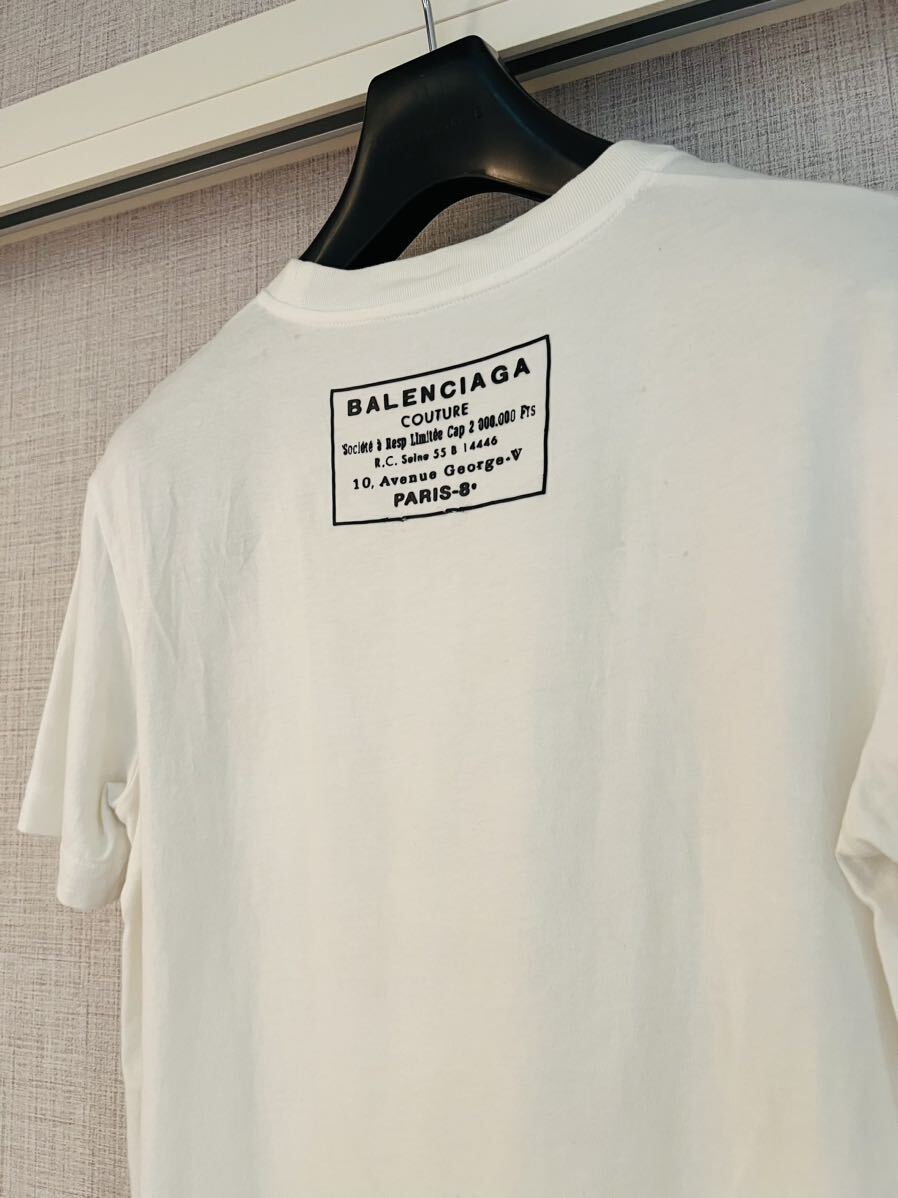 BALENCIAGA
COUTURE
Société à Resp Limitée Cap 2 000.000 Frs
R.C. Seine 55 B 14446
10, Avenue George-V
PARIS-8e